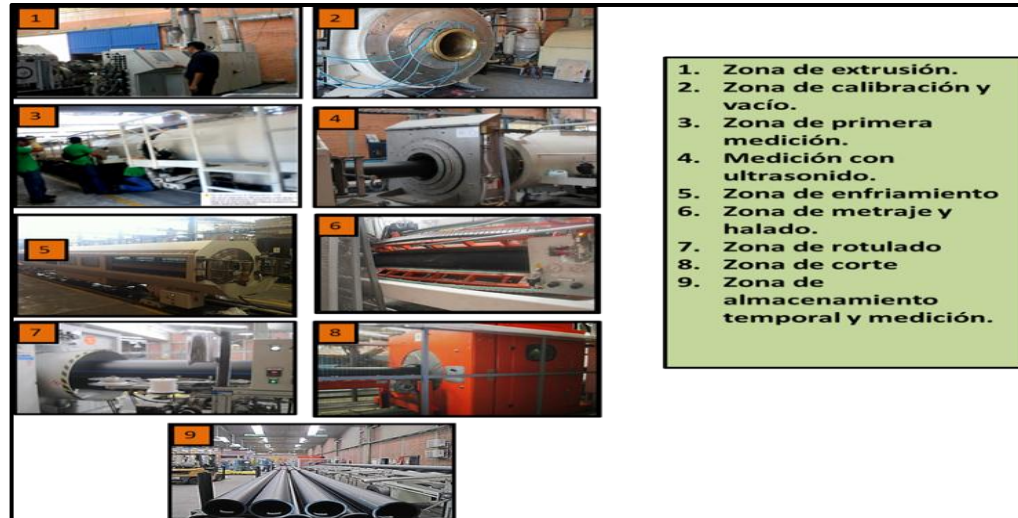 1
2
3
4
5
6
7
8
9
1. Zona de extrusión.
2. Zona de calibración y
vacío.
3. Zona de primera
medición.
4. Medición con
ultrasonido.
5. Zona de enfriamiento
6. Zona de metraje y
halado.
7. Zona de rotulado
8. Zona de corte
9. Zona de
almacenamiento
temporal y medición.